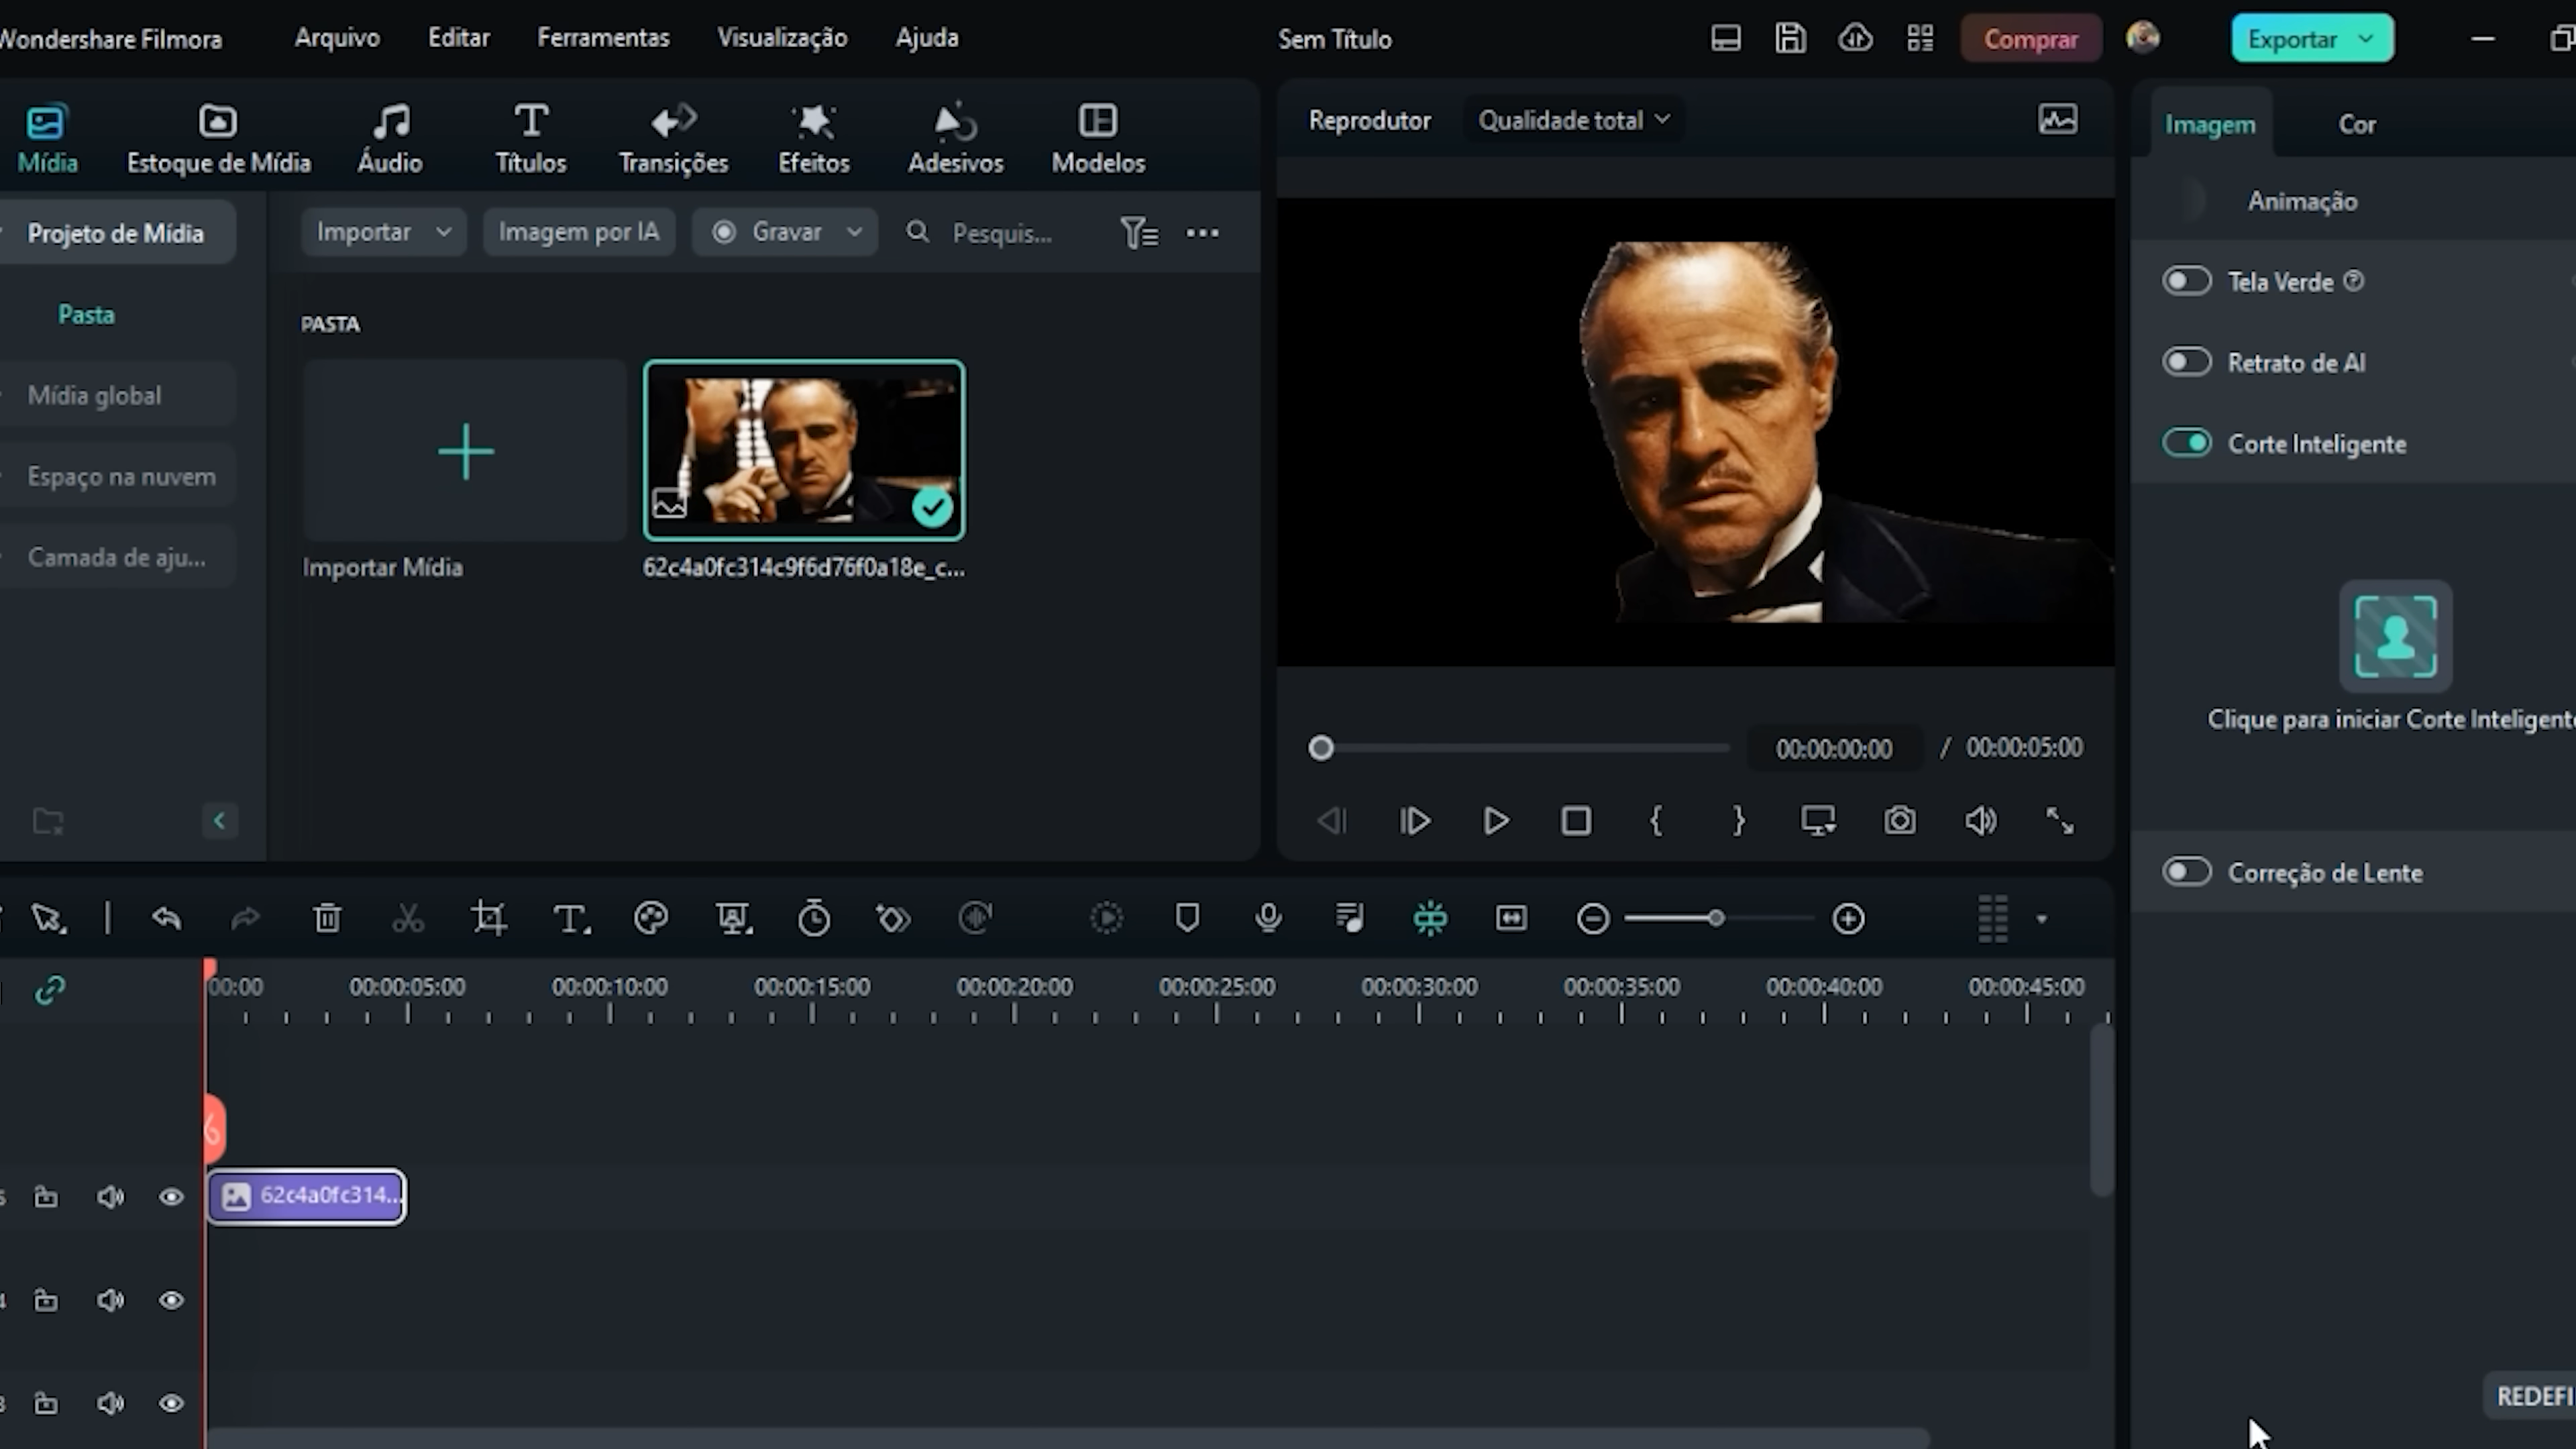 Wondershare Filmora
Arquivo
Editar
Ferramentas
Visualização
Ajuda
Sem Título
Comprar
Exportar
Mídia
Estoque de Mídia
Áudio
Títulos
Transições
Efeitos
Adesivos
Modelos
Reprodutor
Qualidade total
Imagem
Cor
Projeto de Mídia
Importar
Imagem por IA
Gravar
Pesquis...
Animação
Pasta
PASTA
Tela Verde
Mídia global
Retrato de AI
Espaço na nuvem
Corte Inteligente
Camada de aju...
Importar Mídia
62c4a0fc314c9f6d76f0a18e_c...
Clique para iniciar Corte Inteligente
00:00:00:00 / 00:00:05:00
Correção de Lente
00:00
00:00:05:00
00:00:10:00
00:00:15:00
00:00:20:00
00:00:25:00
00:00:30:00
00:00:35:00
00:00:40:00
00:00:45:00
62c4a0fc314...
REDEFI